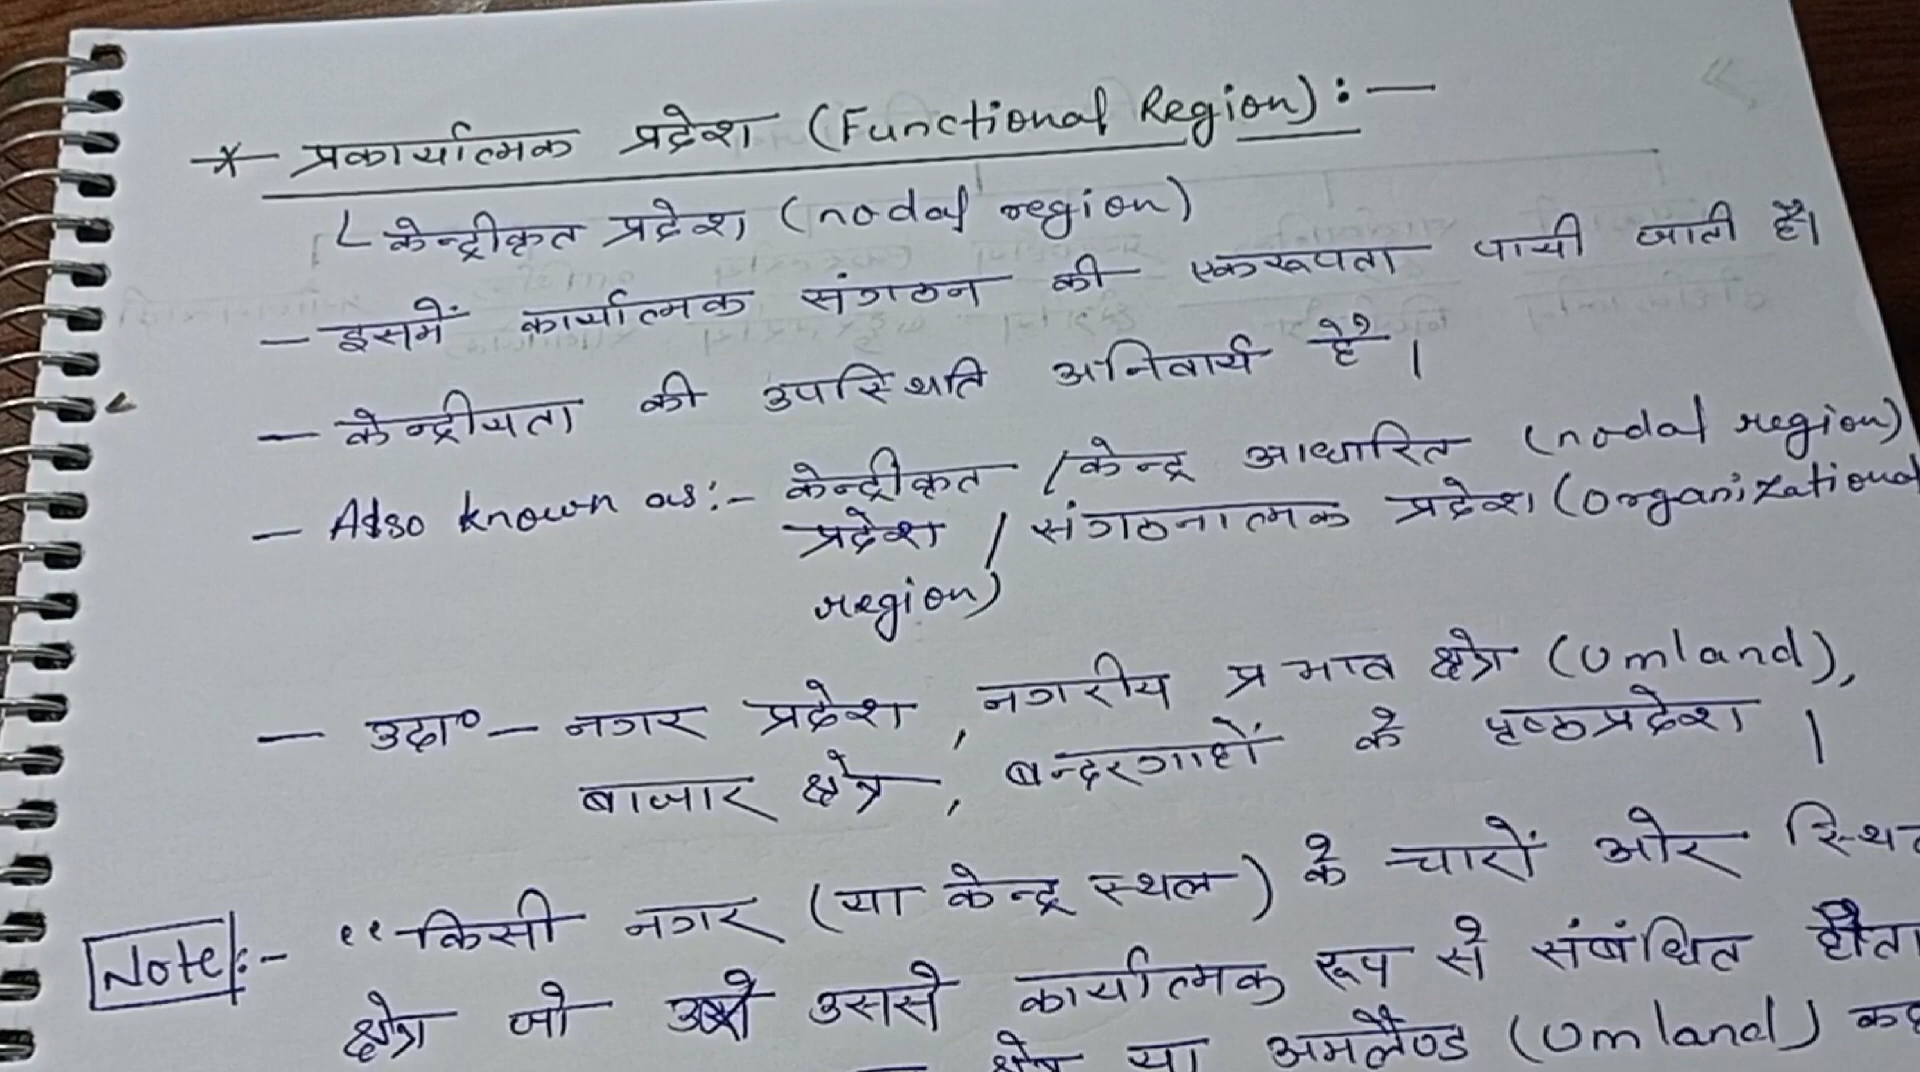 * प्रकार्यात्मक प्रदेश (Functional Region):—
केन्द्रीकृत प्रदेश (nodal region)
— इसमें कार्यात्मक संगठन की एकरूपता पायी जाती है।
— केन्द्रीयता की उपस्थिति अनिवार्य है।
— Also known as:- केन्द्रीकृत / केन्द्र आधारित (nodal region)
प्रदेश / संगठनात्मक प्रदेश (Organizational
region)
— उदा० — नगर प्रदेश, नगरीय प्रभाव क्षेत्र (Umland),
बाजार क्षेत्र, बन्दरगाहों के पृष्ठप्रदेश।
Note:- "किसी नगर (या केन्द्र स्थल) के चारों ओर
क्षेत्र जो उससे कार्यात्मक रूप से संबंधित होता
क्षेत्र या अमलैण्ड (Umland)